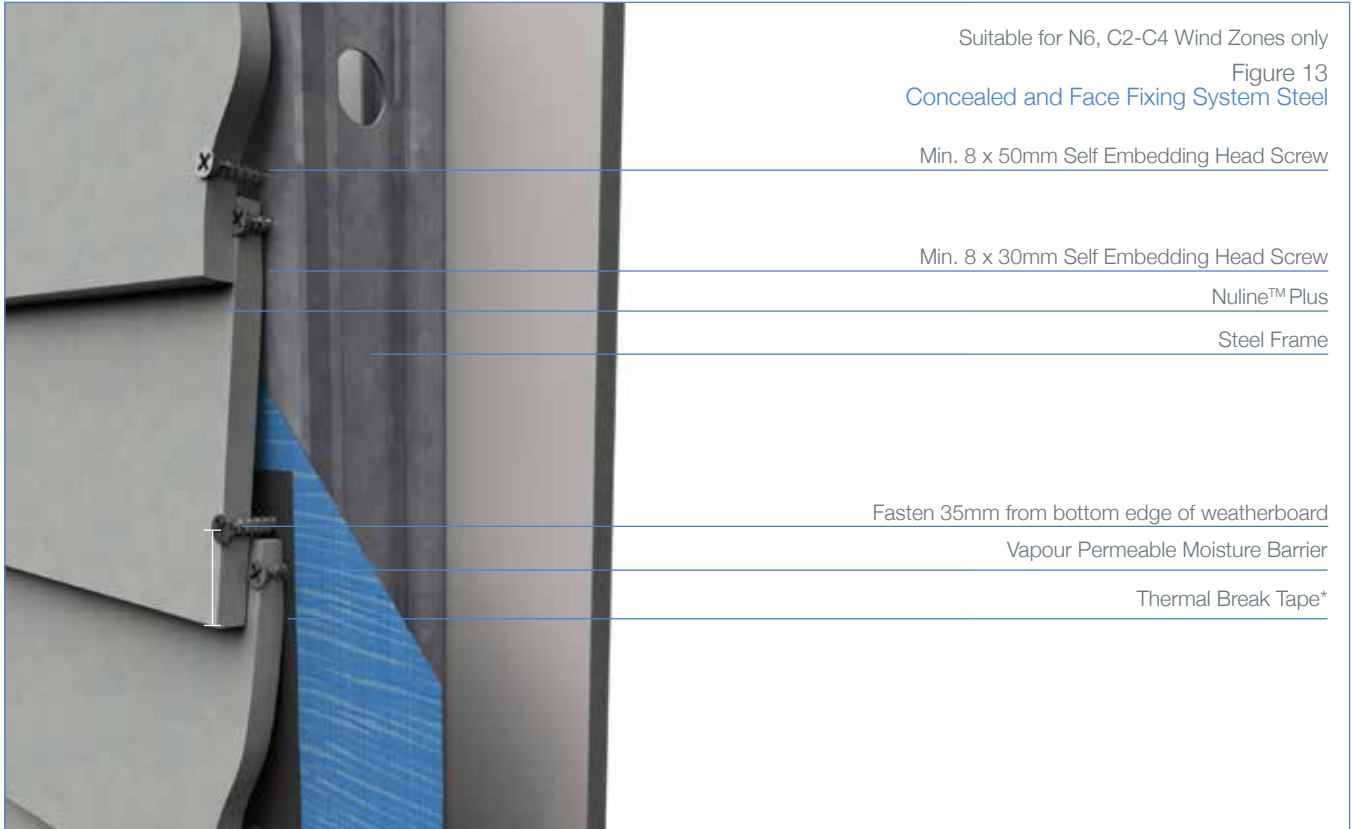 Suitable for N6, C2-C4 Wind Zones only
Figure 13
Concealed and Face Fixing System Steel
Min. 8 x 50mm Self Embedding Head Screw
Min. 8 x 30mm Self Embedding Head Screw
Nuline™ Plus
Steel Frame
Fasten 35mm from bottom edge of weatherboard
Vapour Permeable Moisture Barrier
Thermal Break Tape*